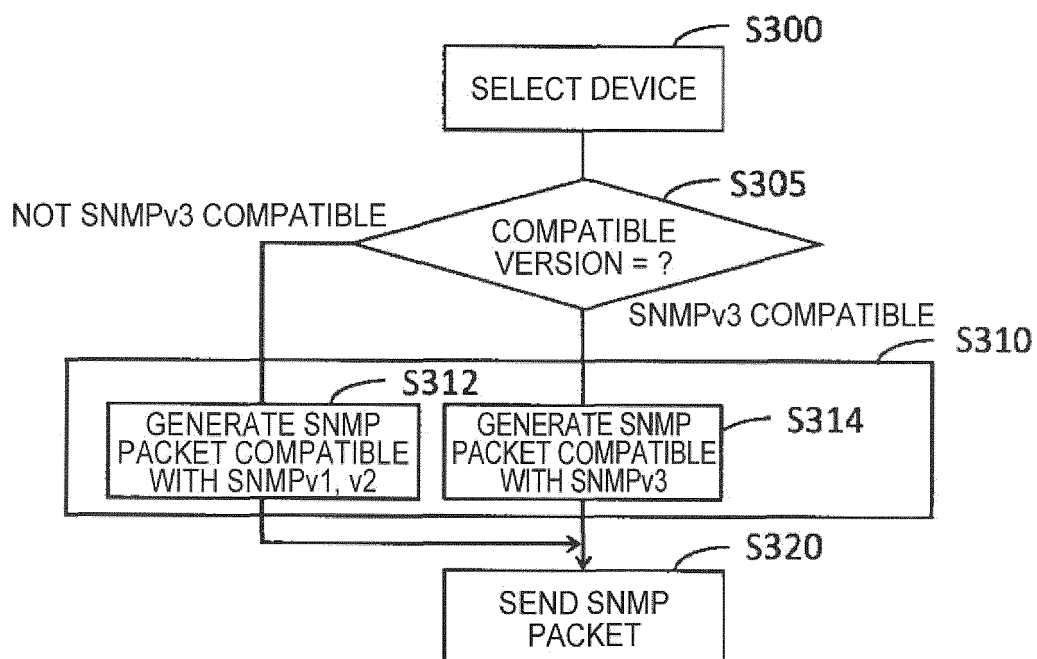 S300
SELECT DEVICE
S305
NOT SNMPv3 COMPATIBLE
COMPATIBLE
VERSION = ?
SNMPv3 COMPATIBLE
S310
S312
GENERATE SNMP
PACKET COMPATIBLE
WITH SNMPv1, v2
GENERATE SNMP
PACKET COMPATIBLE
WITH SNMPv3
S314
S320
SEND SNMP
PACKET